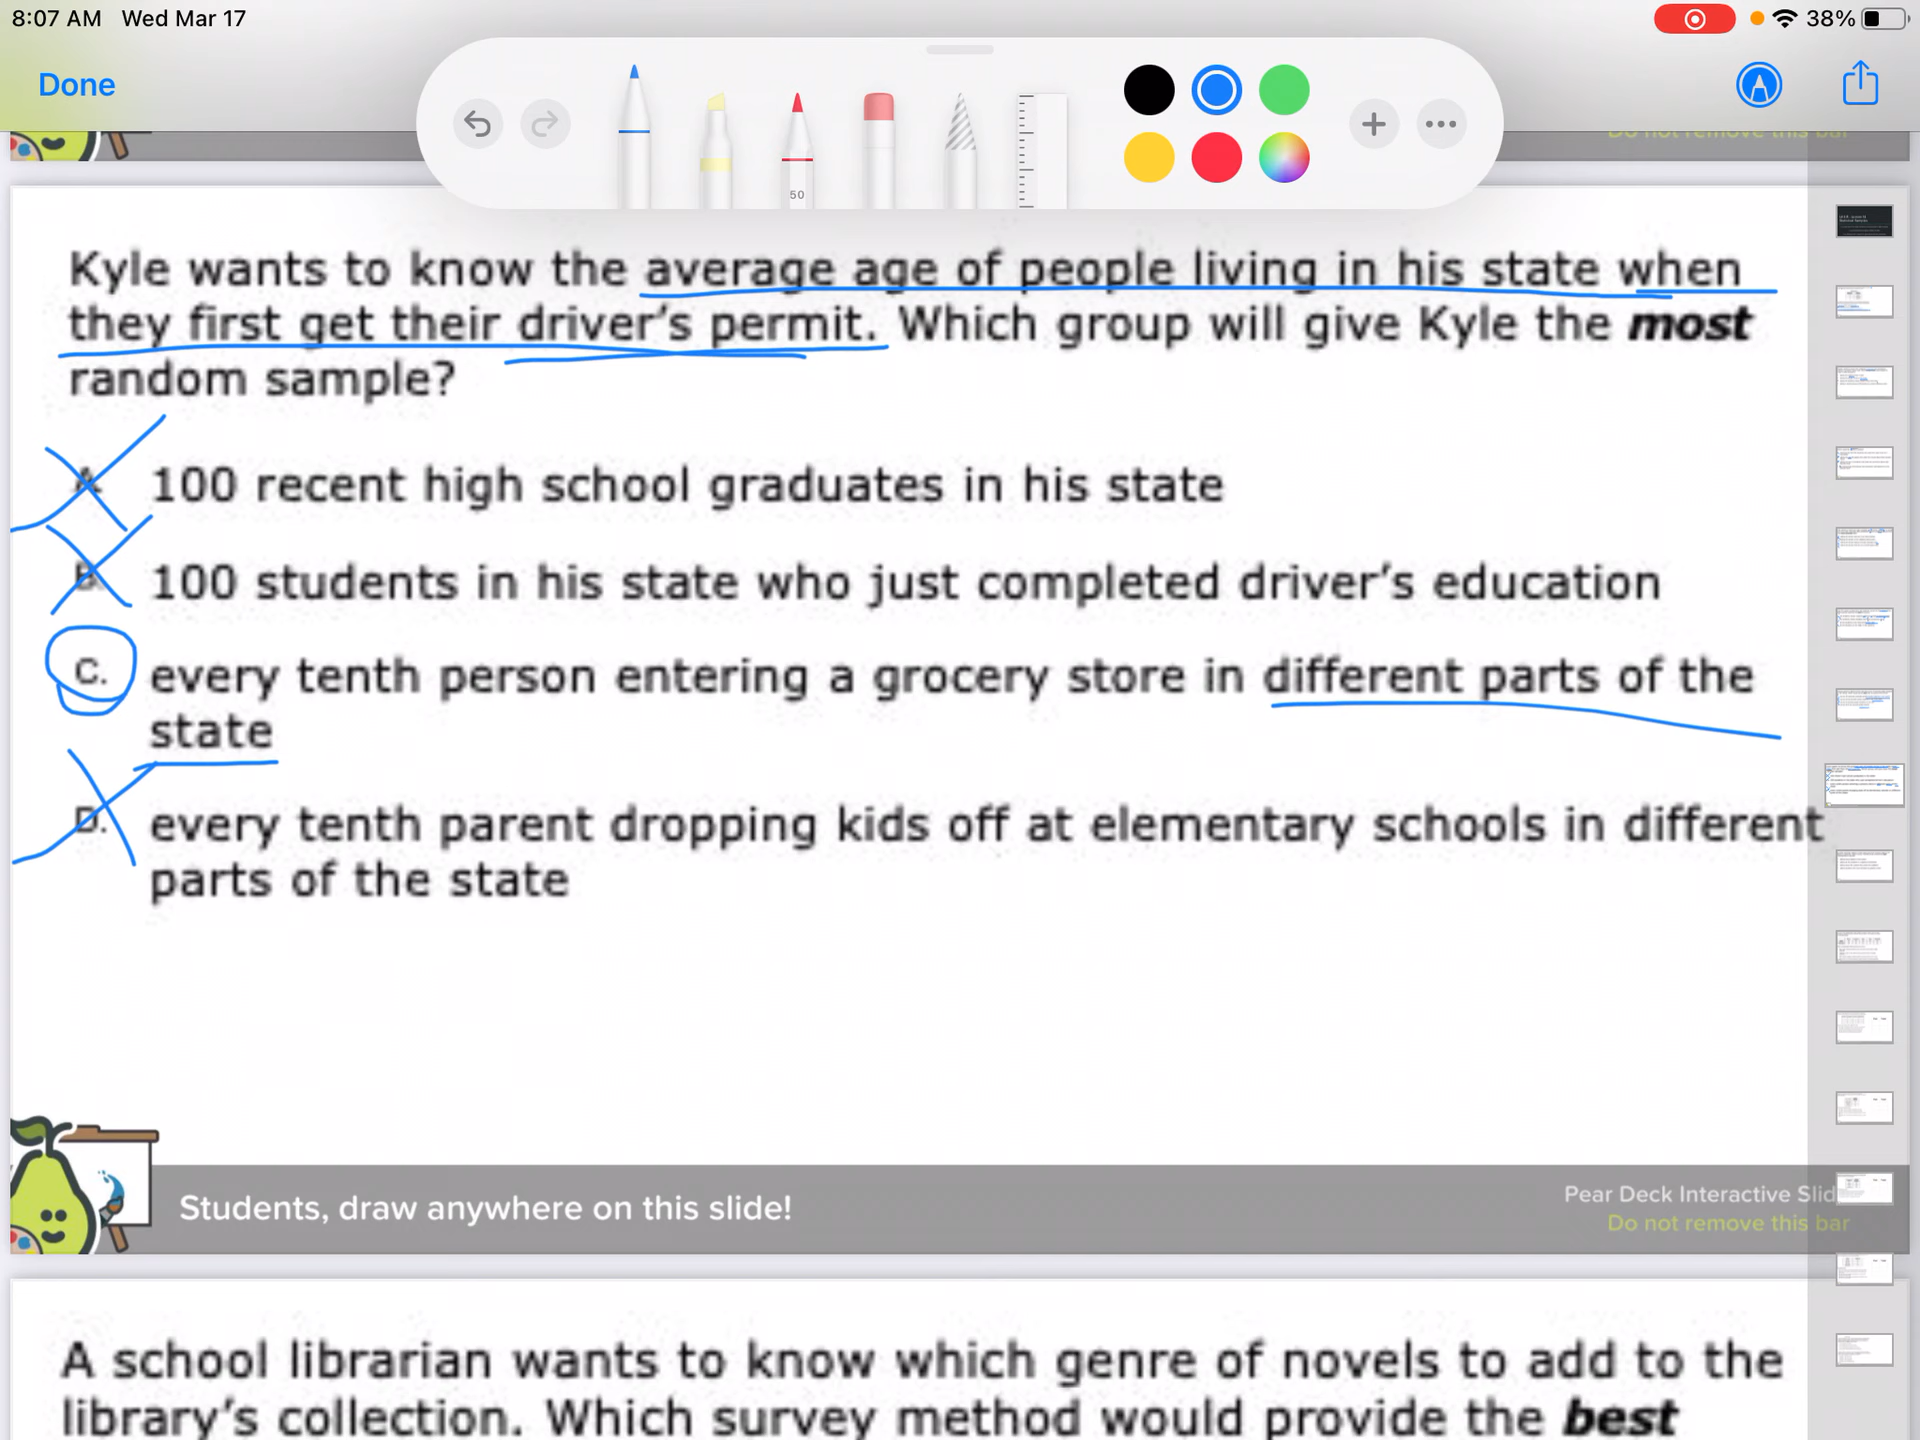 8:07 AM Wed Mar 17
38%
Done
50
Do not remove this bar
Kyle wants to know the average age of people living in his state when
they first get their driver's permit. Which group will give Kyle the most
random sample?
A. 100 recent high school graduates in his state
B. 100 students in his state who just completed driver's education
C. every tenth person entering a grocery store in different parts of the
state
D. every tenth parent dropping kids off at elementary schools in different
parts of the state
Students, draw anywhere on this slide!
Pear Deck Interactive Slid
Do not remove this bar
A school librarian wants to know which genre of novels to add to the
library's collection. Which survey method would provide the best